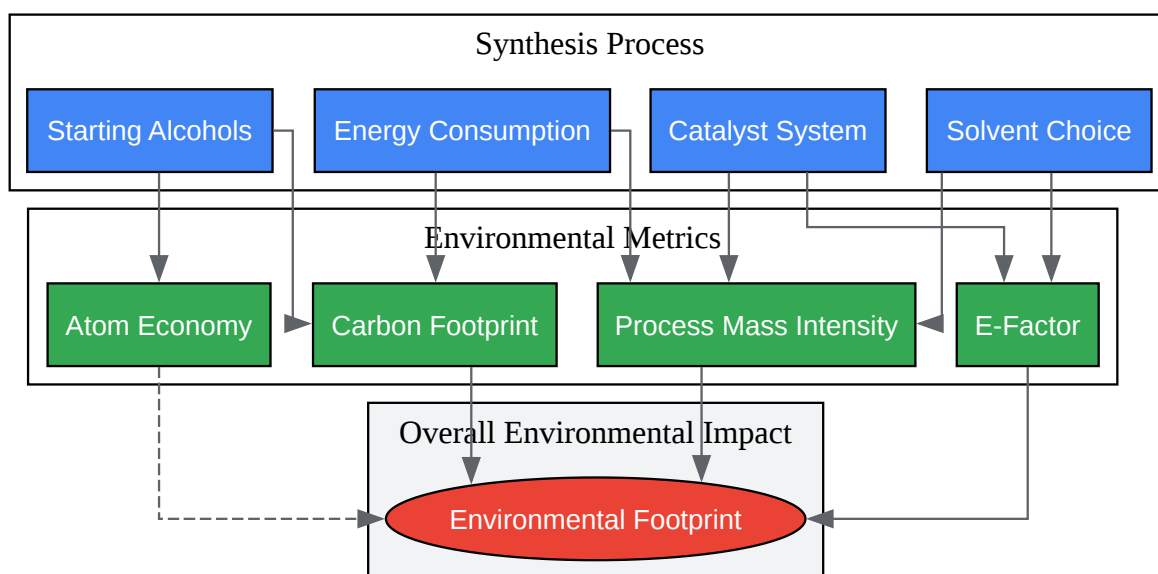 Synthesis Process
Starting Alcohols
Energy Consumption
Catalyst System
Solvent Choice
Environmental Metrics
Atom Economy
Carbon Footprint
Process Mass Intensity
E-Factor
Overall Environmental Impact
Environmental Footprint